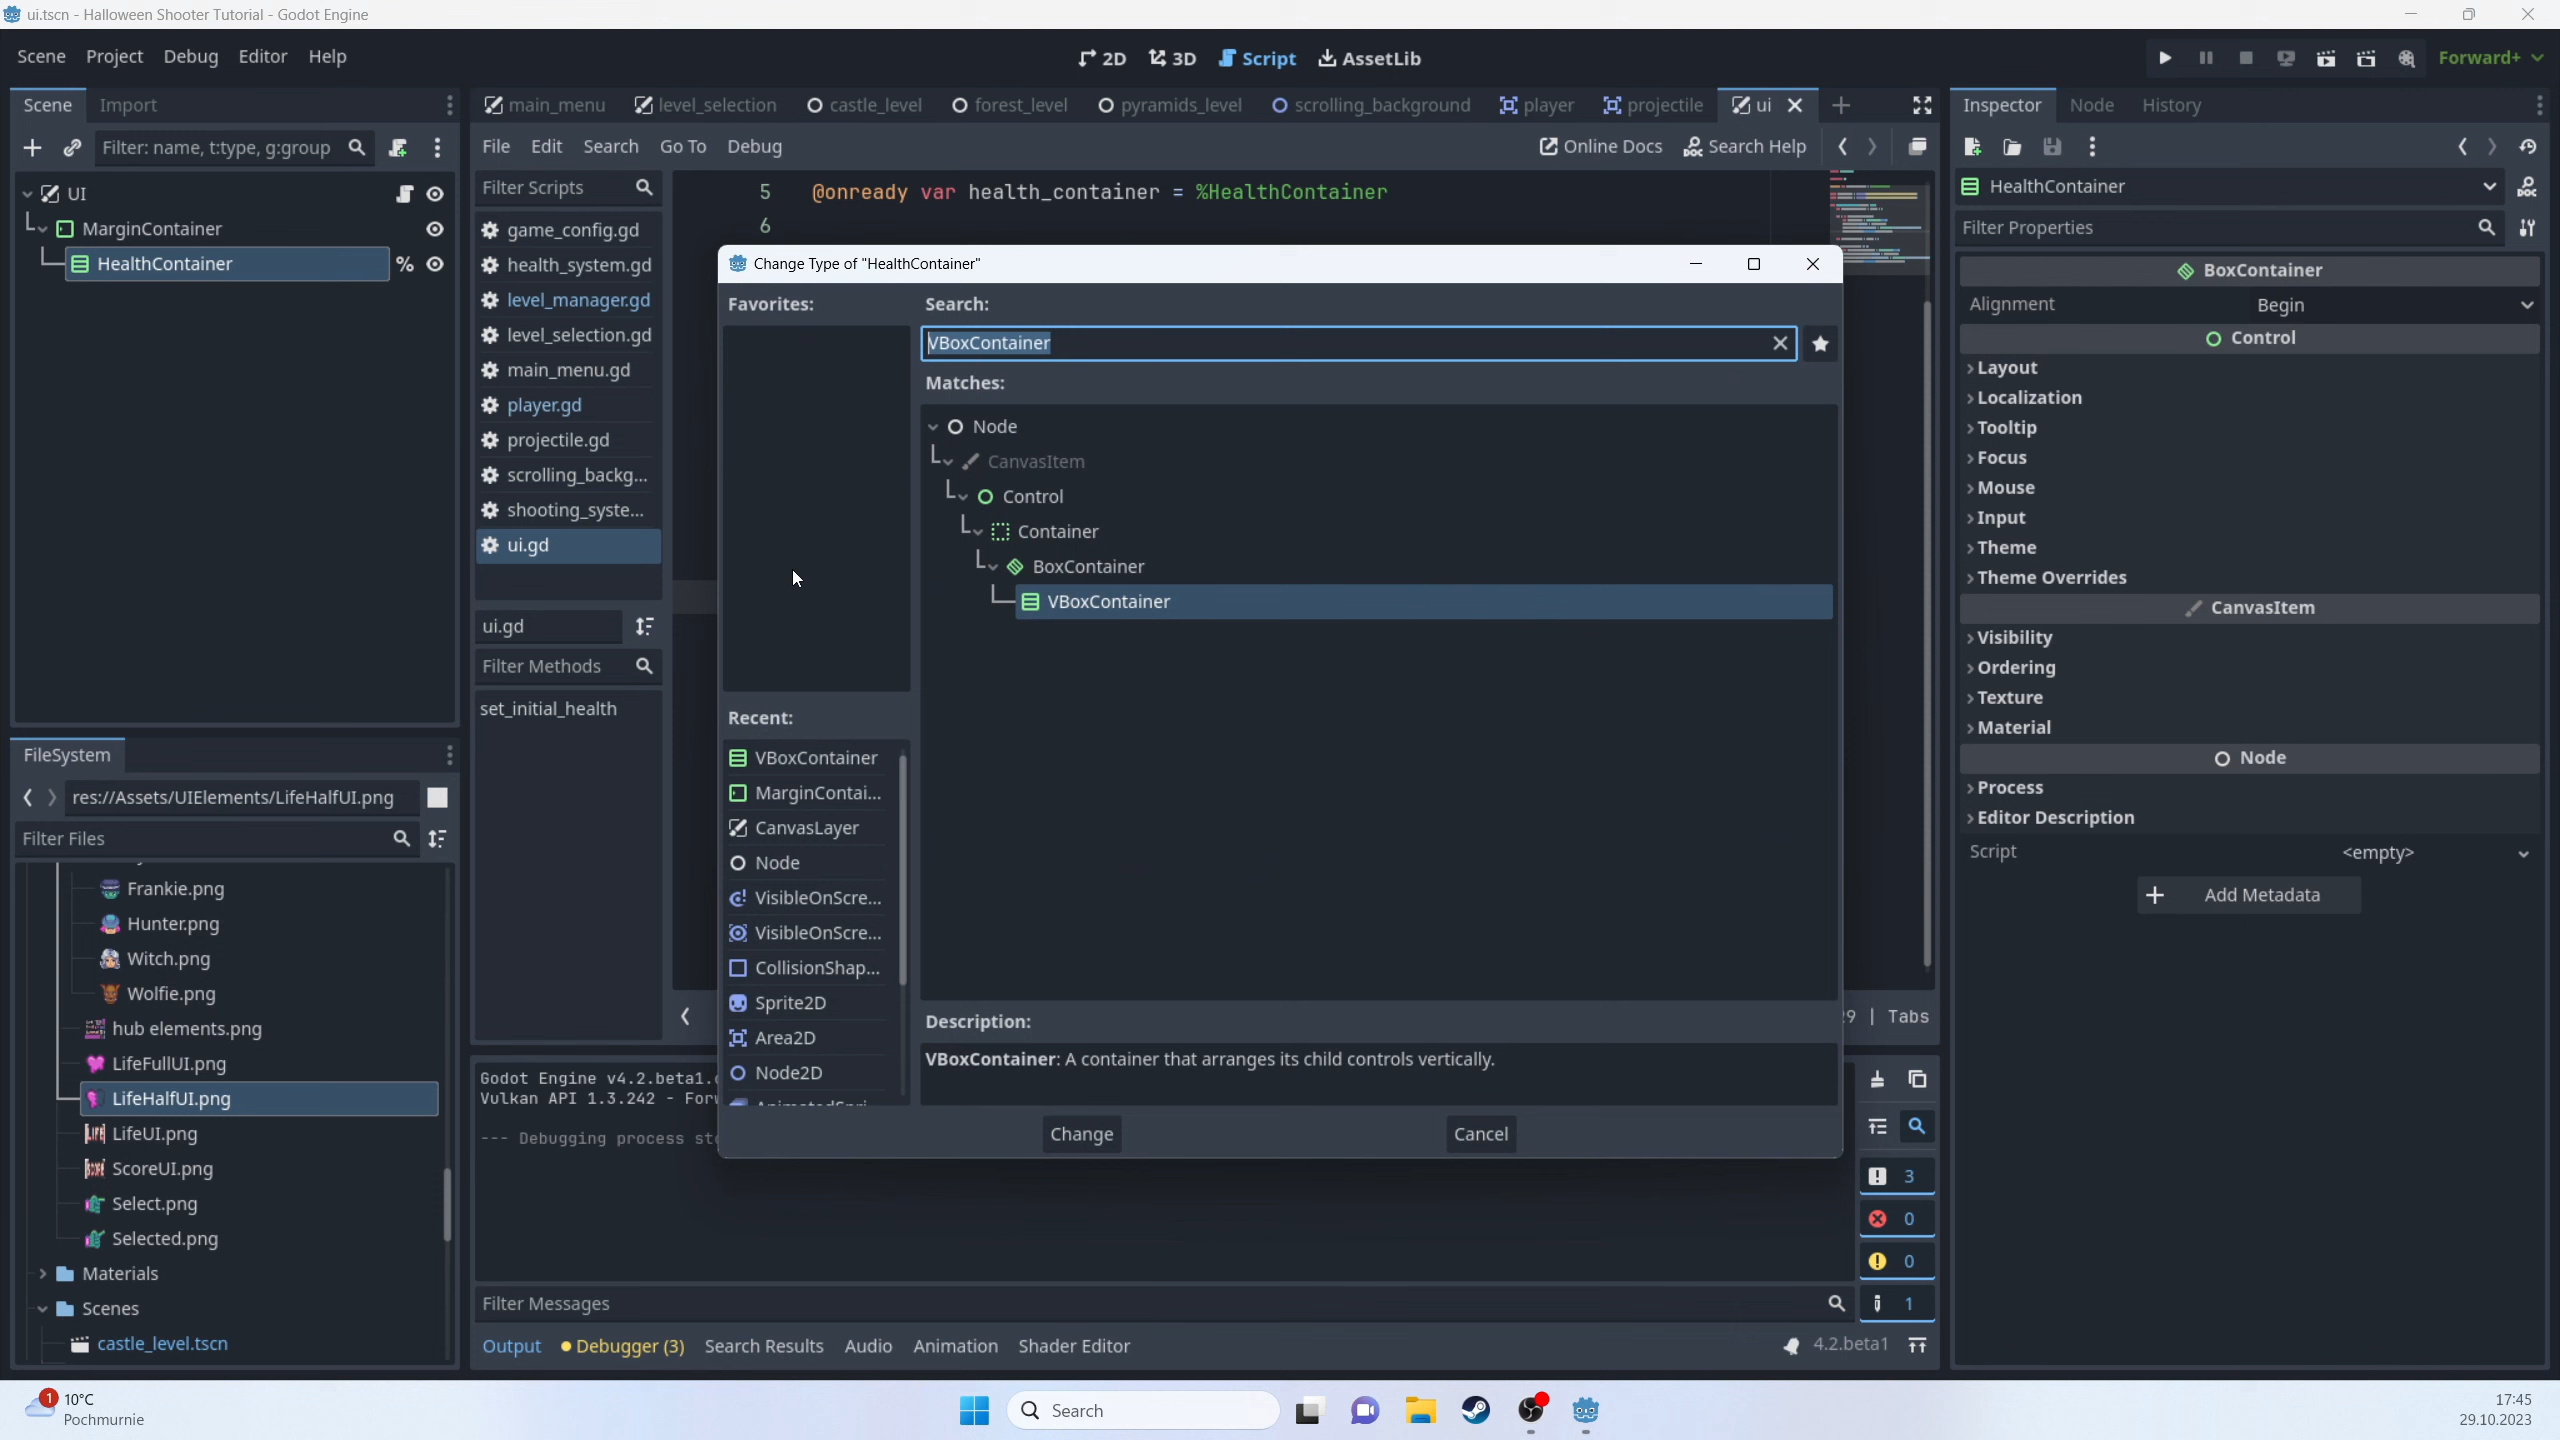 ui.tscn - Halloween Shooter Tutorial - Godot Engine
Scene Project Debug Editor Help
2D 3D Script AssetLib
Forward+
Scene Import
Filter: name, t:type, g:group
UI
MarginContainer
HealthContainer %
FileSystem
res://Assets/UIElements/LifeHalfUI.png
Filter Files
Frankie.png
Hunter.png
Witch.png
Wolfie.png
hub elements.png
LifeFullUI.png
LifeHalfUI.png
LifeUI.png
ScoreUI.png
Select.png
Selected.png
Materials
Scenes
castle_level.tscn
main_menu level_selection castle_level forest_level pyramids_level scrolling_background player projectile ui
File Edit Search Go To Debug
Online Docs Search Help
Filter Scripts
game_config.gd
health_system.gd
level_manager.gd
level_selection.gd
main_menu.gd
player.gd
projectile.gd
scrolling_backg...
shooting_syste...
ui.gd
ui.gd
Filter Methods
set_initial_health
5 @onready var health_container = %HealthContainer
6
Change Type of "HealthContainer"
Favorites:
Search:
VBoxContainer
Matches:
Node
CanvasItem
Control
Container
BoxContainer
VBoxContainer
Recent:
VBoxContainer
MarginContai...
CanvasLayer
Node
VisibleOnScre...
VisibleOnScre...
CollisionShap...
Sprite2D
Area2D
Node2D
Description:
VBoxContainer: A container that arranges its child controls vertically.
Change Cancel
29 | Tabs
Godot Engine v4.2.beta1.
Vulkan API 1.3.242 - For
--- Debugging process st
3
0
0
1
Filter Messages
Output Debugger (3) Search Results Audio Animation Shader Editor
4.2.beta1
Inspector Node History
HealthContainer
Filter Properties
BoxContainer
Alignment Begin
Control
Layout
Localization
Tooltip
Focus
Mouse
Input
Theme
Theme Overrides
CanvasItem
Visibility
Ordering
Texture
Material
Node
Process
Editor Description
Script <empty>
Add Metadata
1
10°C
Pochmurnie
Search
17:45
29.10.2023